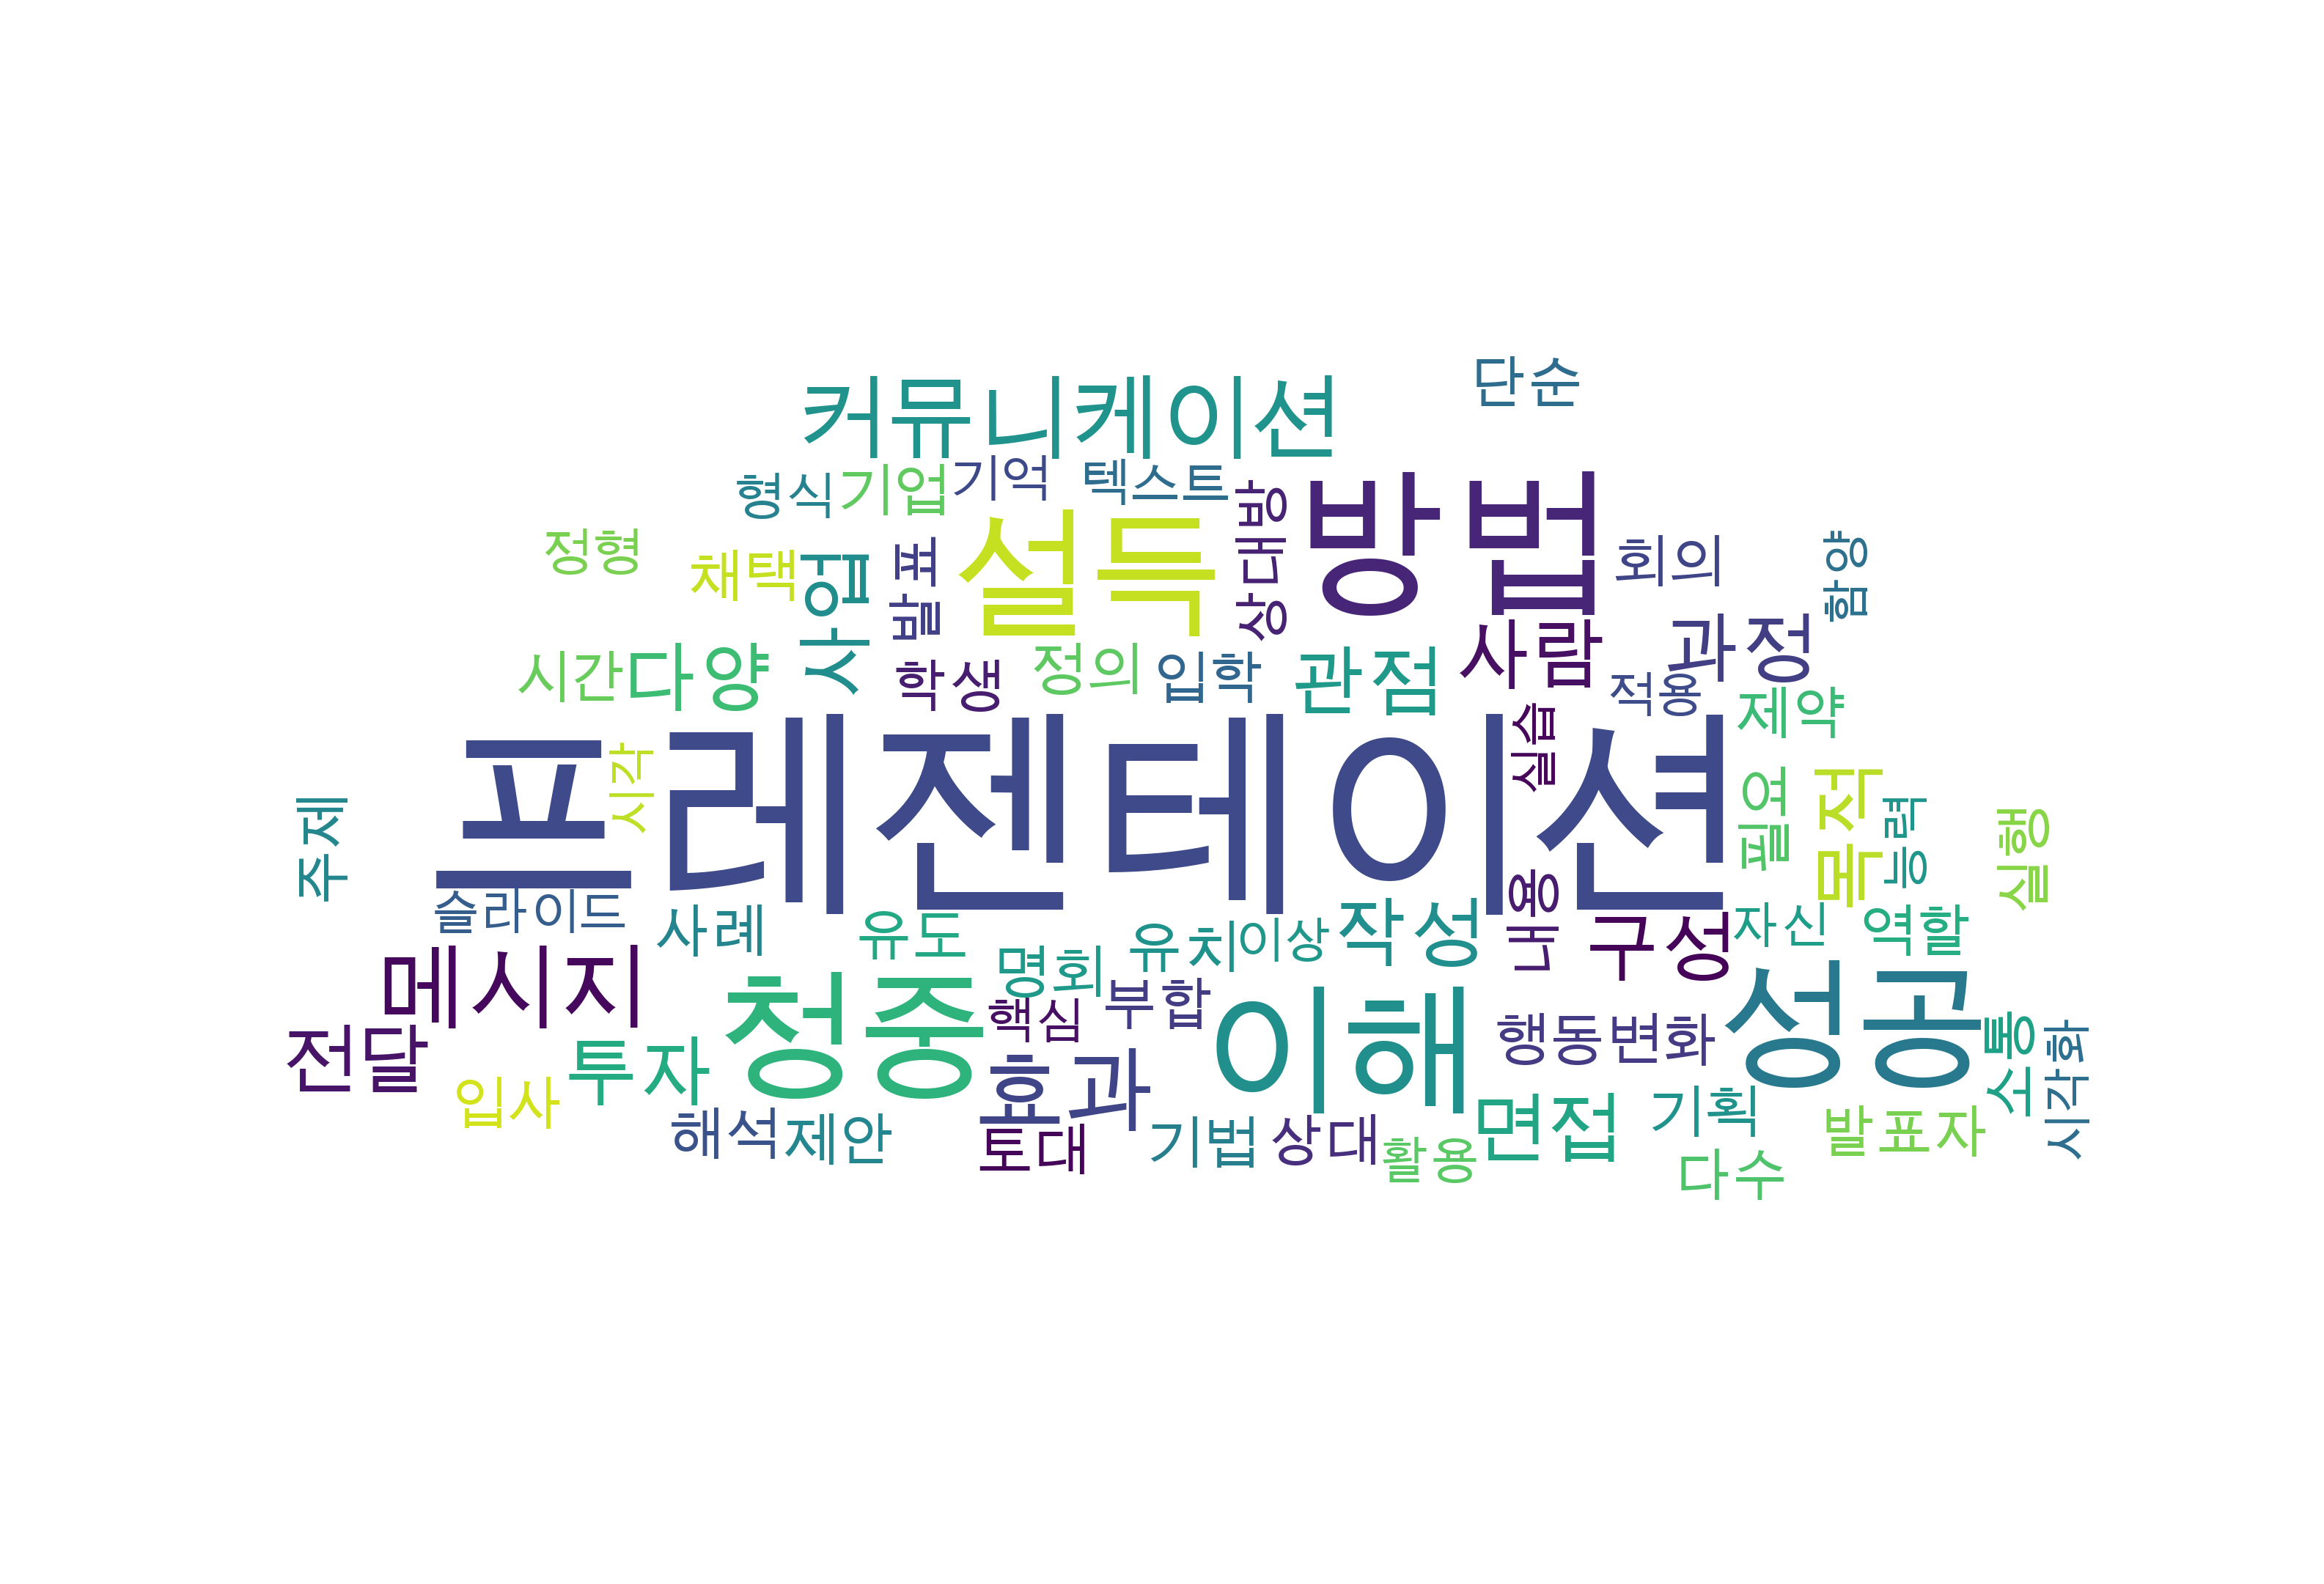 단순
커뮤니케이션
형식
기업
기억
텍스트
방법
상대방
설득
정행
채택
사업
발표
회의
함양
사람
과정
시간
다양
학생
정의
입학
관점
적용
제약
실습
프레젠테이션
시각
주제
필요
목적
능력
실행
슬라이드
사례
유도
명회
유치
이상
작성
내용
구성
자신
역할
메시지
청중
핵심
부합
이해
행동변화
성공
소통
시각화
전달
투자
입사
효과
해석
제안
토대
기법
상대
활용
면접
기획
발표자
다수